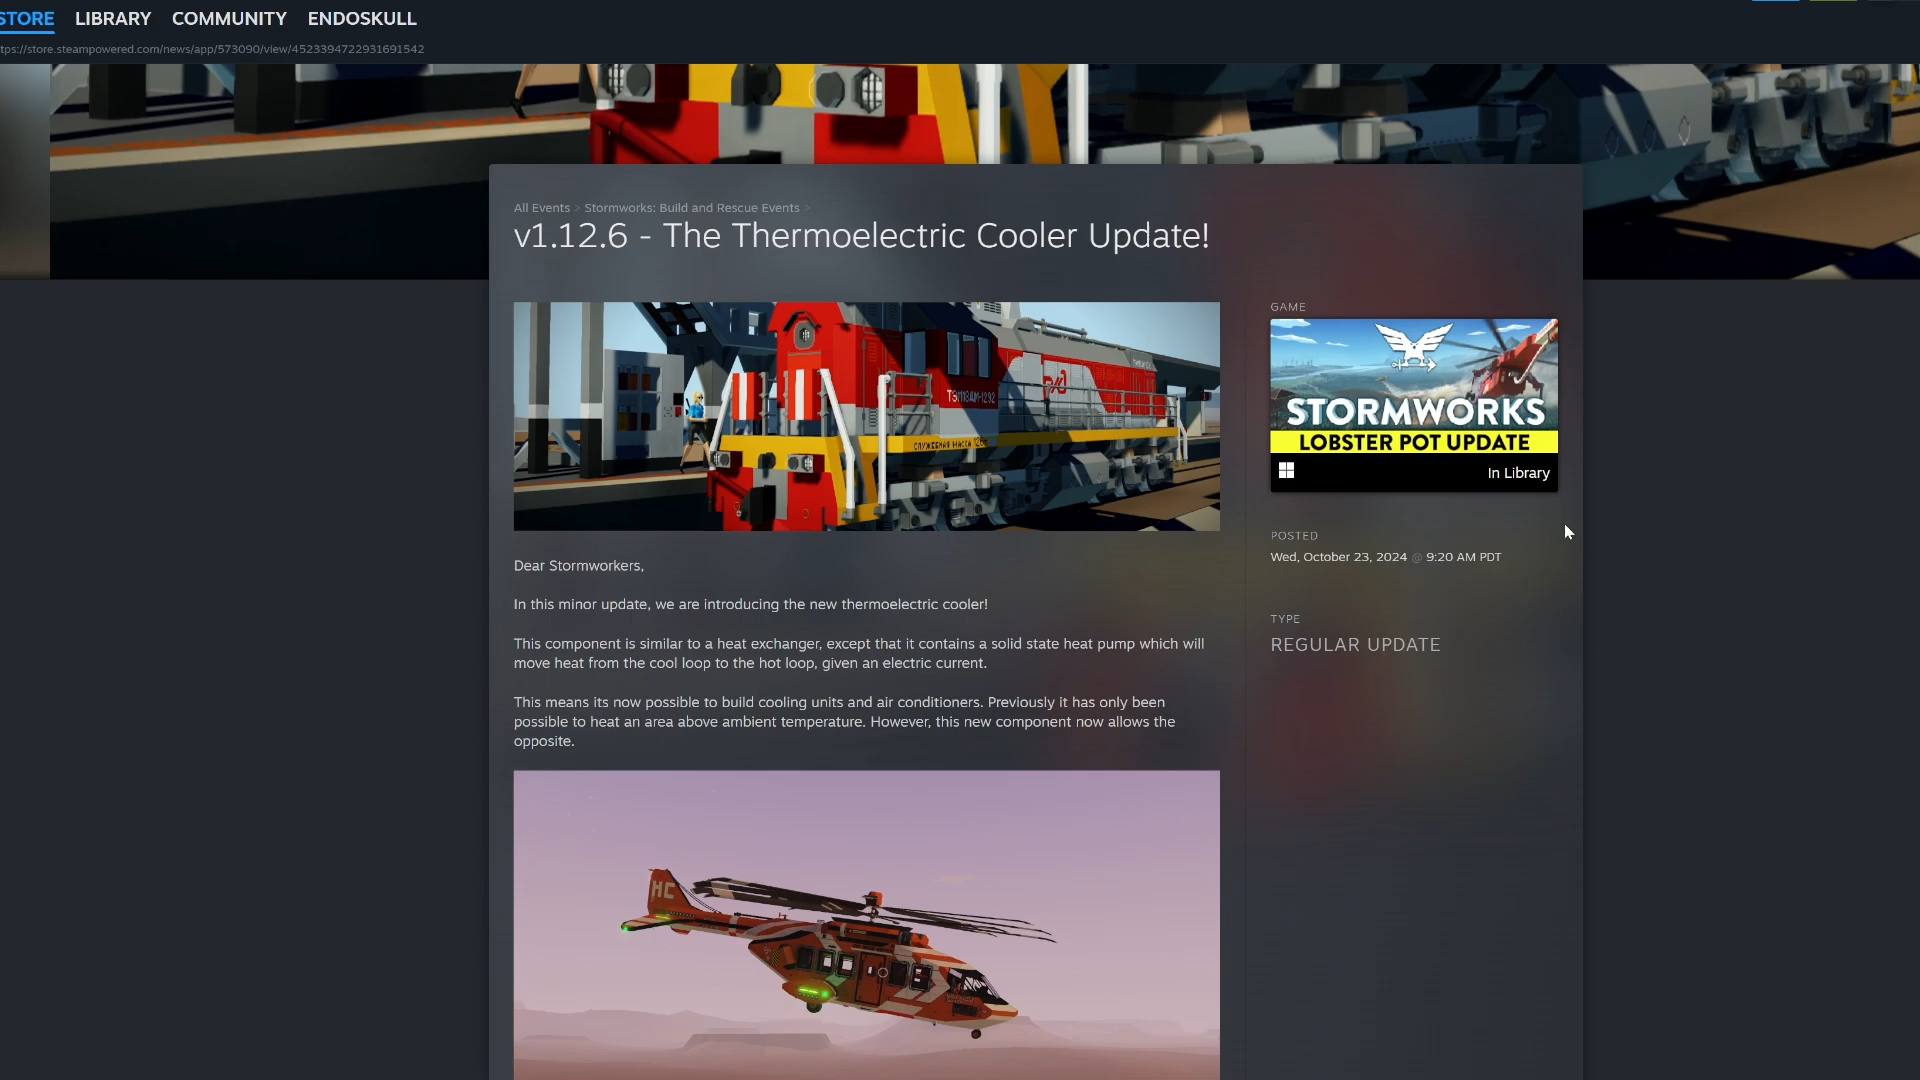 STORE LIBRARY COMMUNITY ENDOSKULL
tps://store.steampowered.com/news/app/573090/view/4523394722931691542
All Events > Stormworks: Build and Rescue Events >
v1.12.6 - The Thermoelectric Cooler Update!
ТЭМ18ДМ-1292
СЛУЖЕБНАЯ МАССА 126т
GAME
STORMWORKS
LOBSTER POT UPDATE
In Library
POSTED
Wed, October 23, 2024 @ 9:20 AM PDT
TYPE
REGULAR UPDATE
Dear Stormworkers,
In this minor update, we are introducing the new thermoelectric cooler!
This component is similar to a heat exchanger, except that it contains a solid state heat pump which will
move heat from the cool loop to the hot loop, given an electric current.
This means its now possible to build cooling units and air conditioners. Previously it has only been
possible to heat an area above ambient temperature. However, this new component now allows the
opposite.
HC